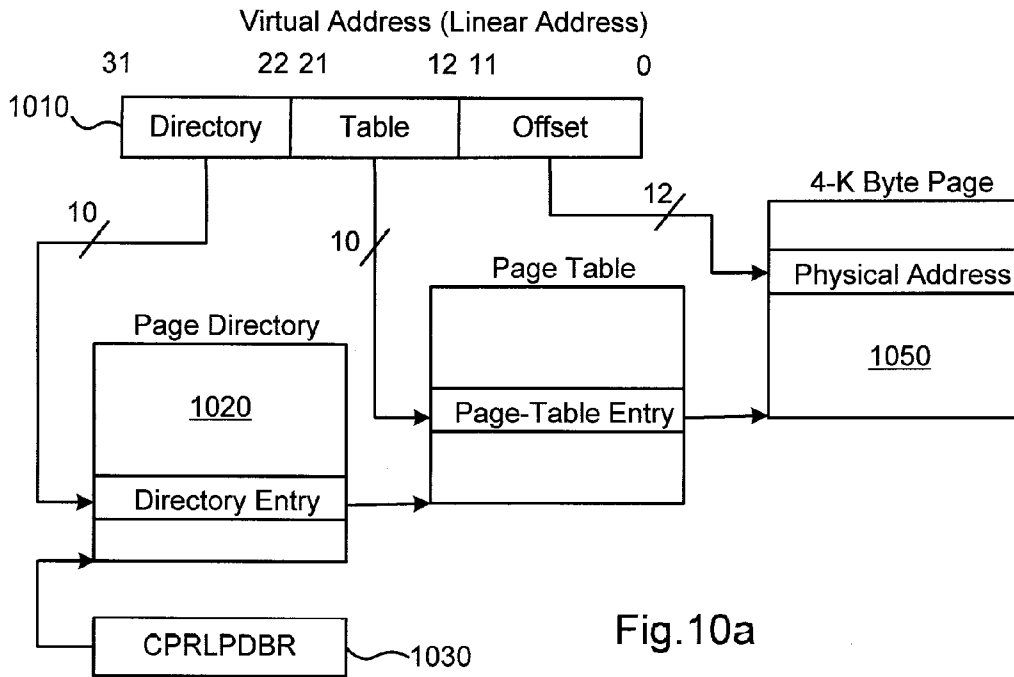 Virtual Address (Linear Address)
31 22 21 12 11 0
1010 Directory Table Offset
4-K Byte Page
10 10 12
Physical Address
Page Table
Page Directory
1020 1050
Page-Table Entry
Directory Entry
CPRLPDBR 1030
Fig.10a